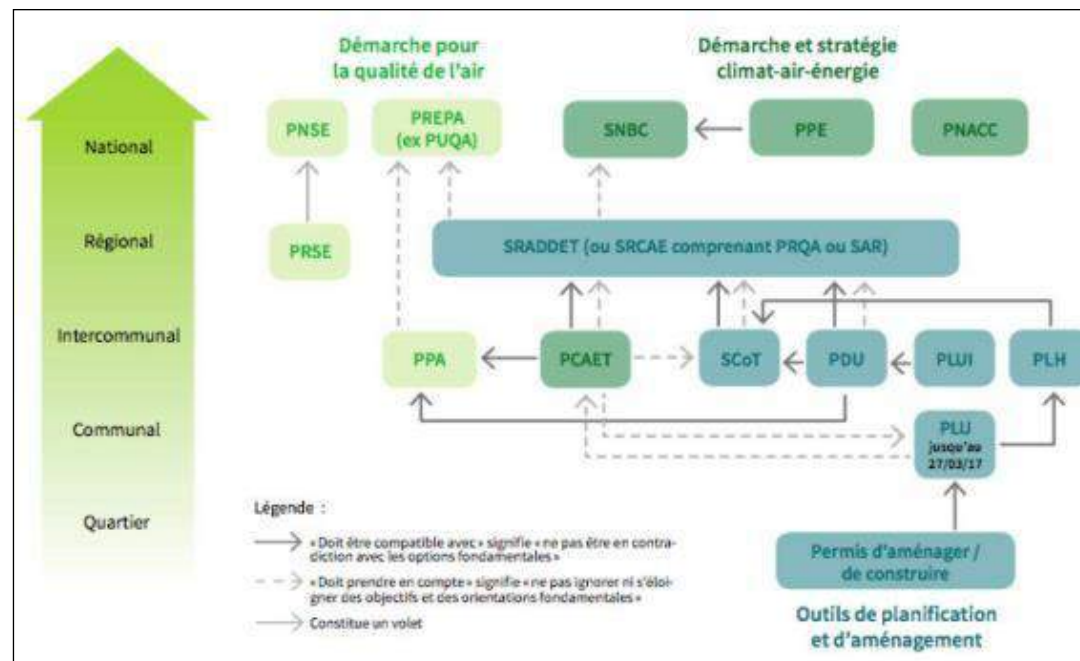 Démarche pour
la qualité de l'air
Démarche et stratégie
climat-air-énergie
National
PNSE
PREPA
(ex PUQA)
SNBC
PPE
PNACC
Régional
PRSE
SRADDET (ou SRCAE comprenant PRQA ou SAR)
Intercommunal
PPA
PCAET
SCoT
PDU
PLUI
PLH
Communal
PLU
jusqu'au
27/03/17
Quartier
Légende :
« Doit être compatible avec » signifie « ne pas être en contra-
diction avec les options fondamentales »
« Doit prendre en compte » signifie « ne pas ignorer ni s'éloi-
gner des objectifs et des orientations fondamentales »
Constitue un volet
Permis d'aménager /
de construire
Outils de planification
et d'aménagement